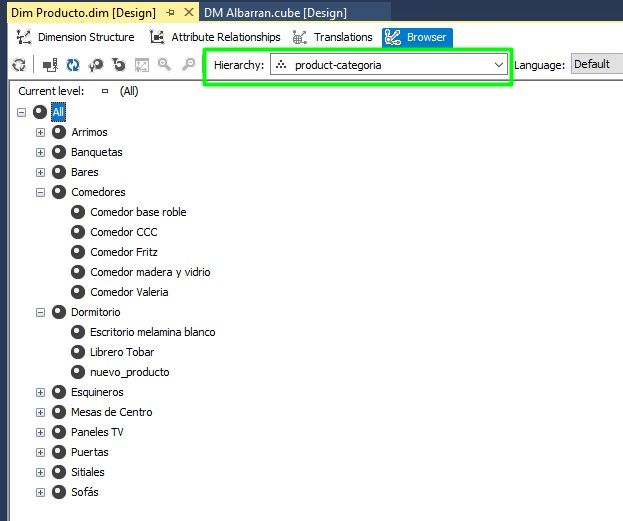 Dim Producto.dim [Design] DM Albarran.cube [Design]
Dimension Structure Attribute Relationships Translations Browser
Hierarchy: product-categoria Language: Default
Current level: (All)
All
Arrimos
Banquetas
Bares
Comedores
Comedor base roble
Comedor CCC
Comedor Fritz
Comedor madera y vidrio
Comedor Valeria
Dormitorio
Escritorio melamina blanco
Librero Tobar
nuevo_producto
Esquineros
Mesas de Centro
Paneles TV
Puertas
Sitiales
Sofás